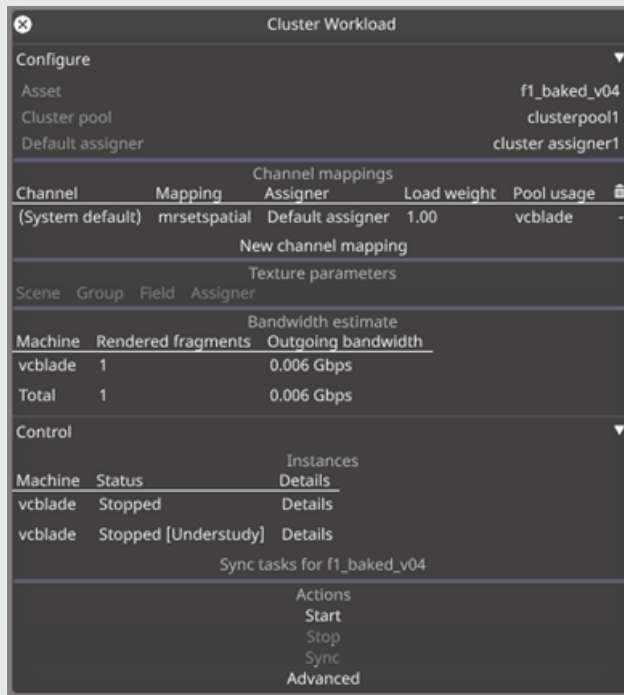 Cluster Workload
Configure
Asset f1_baked_v04
Cluster pool clusterpool1
Default assigner cluster assigner1
Channel mappings
Channel Mapping Assigner Load weight Pool usage
(System default) mrsetspatial Default assigner 1.00 vcblade -
New channel mapping
Texture parameters
Scene Group Field Assigner
Bandwidth estimate
Machine Rendered fragments Outgoing bandwidth
vcblade 1 0.006 Gbps
Total 1 0.006 Gbps
Control
Instances
Machine Status Details
vcblade Stopped Details
vcblade Stopped [Understudy] Details
Sync tasks for f1_baked_v04
Actions
Start
Stop
Sync
Advanced